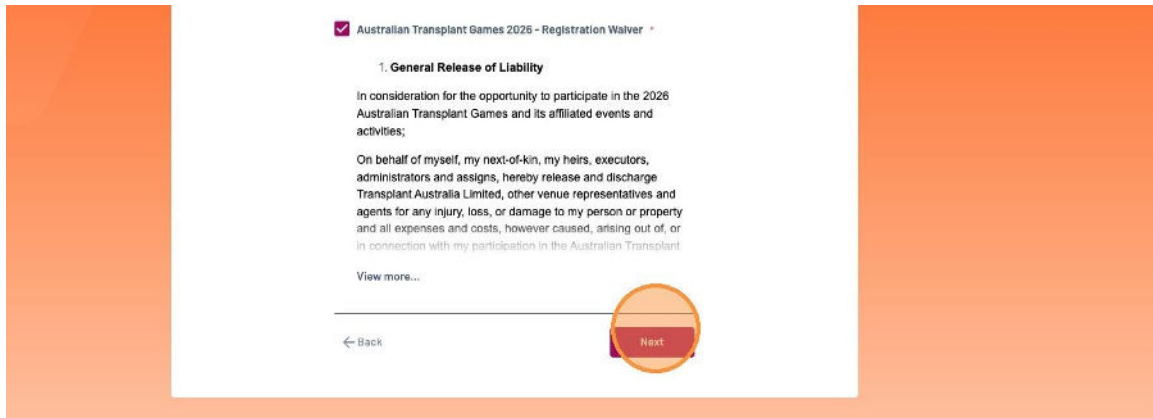 Australian Transplant Games 2026 - Registration Waiver *
1. General Release of Liability
In consideration for the opportunity to participate in the 2026
Australian Transplant Games and its affiliated events and
activities;
On behalf of myself, my next-of-kin, my heirs, executors,
administrators and assigns, hereby release and discharge
Transplant Australia Limited, other venue representatives and
agents for any injury, loss, or damage to my person or property
and all expenses and costs, however caused, arising out of, or
in connection with my participation in the Australian Transplant
View more...
← Back
Next